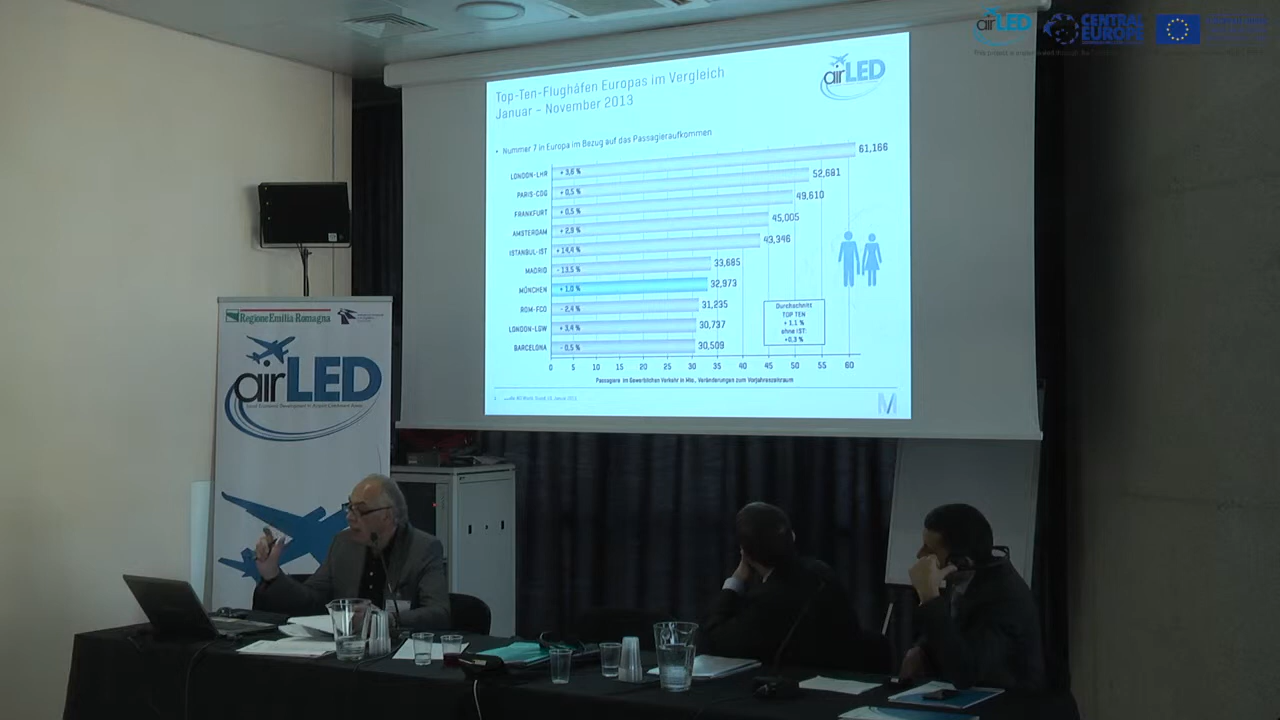 airLED
CENTRAL
EUROPE
Top-Ten-Flughäfen Europas im Vergleich
Januar – November 2013
airLED
• Nummer 7 in Europa im Bezug auf das Passagieraufkommen
LONDON-LHR + 3,6 % 61,166
PARIS-CDG + 0,5 % 52,681
FRANKFURT + 0,5 % 49,610
AMSTERDAM + 2,9 % 45,005
ISTANBUL-IST + 14,4 % 43,346
MADRID - 13,5 % 33,685
MÜNCHEN + 1,0 % 32,973
ROM-FCO - 2,4 % 31,235
LONDON-LGW + 3,4 % 30,737
BARCELONA - 0,5 % 30,509
Durchschnitt
TOP TEN
+ 1,1 %
ohne IST:
+0,3 %
0 5 10 15 20 25 30 35 40 45 50 55 60
Passagiere im Gewerblichen Verkehr in Mio., Veränderungen zum Vorjahreszeitraum
M
RegioneEmilia Romagna
airLED